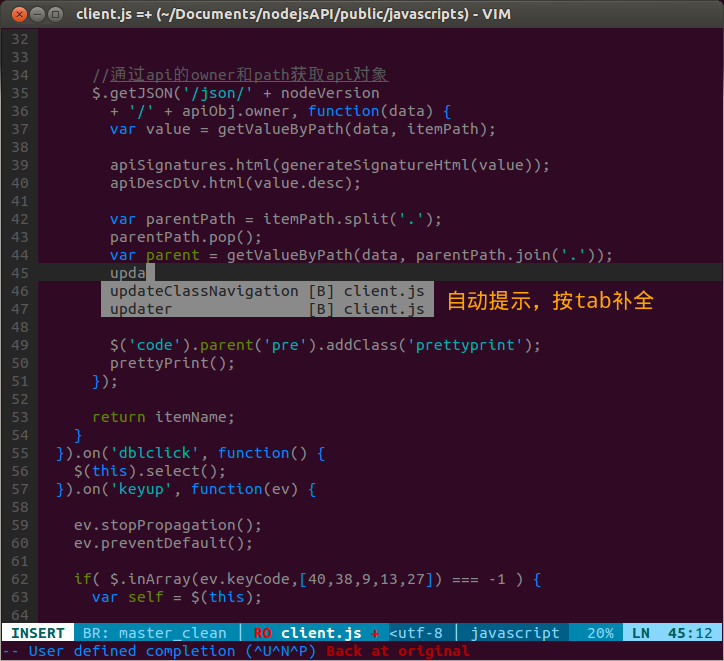 client.js =+ (~/Documents/nodejsAPI/public/javascripts) - VIM
32
33
34 //通过api的owner和path获取api对象
35 $.getJSON('/json/' + nodeVersion
36 + '/' + apiObj.owner, function(data) {
37 var value = getValueByPath(data, itemPath);
38
39 apiSignatures.html(generateSignatureHtml(value));
40 apiDescDiv.html(value.desc);
41
42 var parentPath = itemPath.split('.');
43 parentPath.pop();
44 var parent = getValueByPath(data, parentPath.join('.'));
45 upda
46 updateClassNavigation [B] client.js 自动提示，按tab补全
47 updater [B] client.js
48
49 $('code').parent('pre').addClass('prettyprint');
50 prettyPrint();
51 });
52
53 return itemName;
54 }
55 }).on('dblclick', function() {
56 $(this).select();
57 }).on('keyup', function(ev) {
58
59 ev.stopPropagation();
60 ev.preventDefault();
61
62 if( $.inArray(ev.keyCode,[40,38,9,13,27]) === -1 ) {
63 var self = $(this);
64
INSERT BR: master_clean | RO client.js + <utf-8 | javascript 20% LN 45:12
-- User defined completion (^U^N^P) Back at original